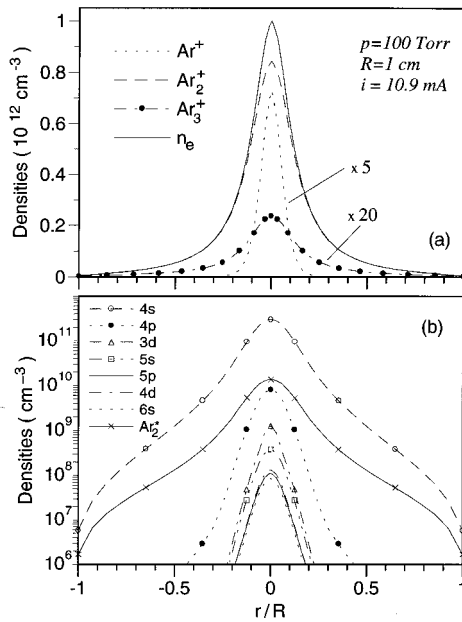 Densities ( 10¹² cm⁻³ )
1
0.8
0.6
0.4
0.2
0
Ar⁺
Ar₂⁺
Ar₃⁺
nₑ
p=100 Torr
R=1 cm
i = 10.9 mA
x 5
x 20
(a)
Densities ( cm⁻³ )
10¹¹
10¹⁰
10⁹
10⁸
10⁷
10⁶
4s
4p
3d
5s
5p
4d
6s
Ar₂*
(b)
-1 -0.5 0 0.5 1
r/R